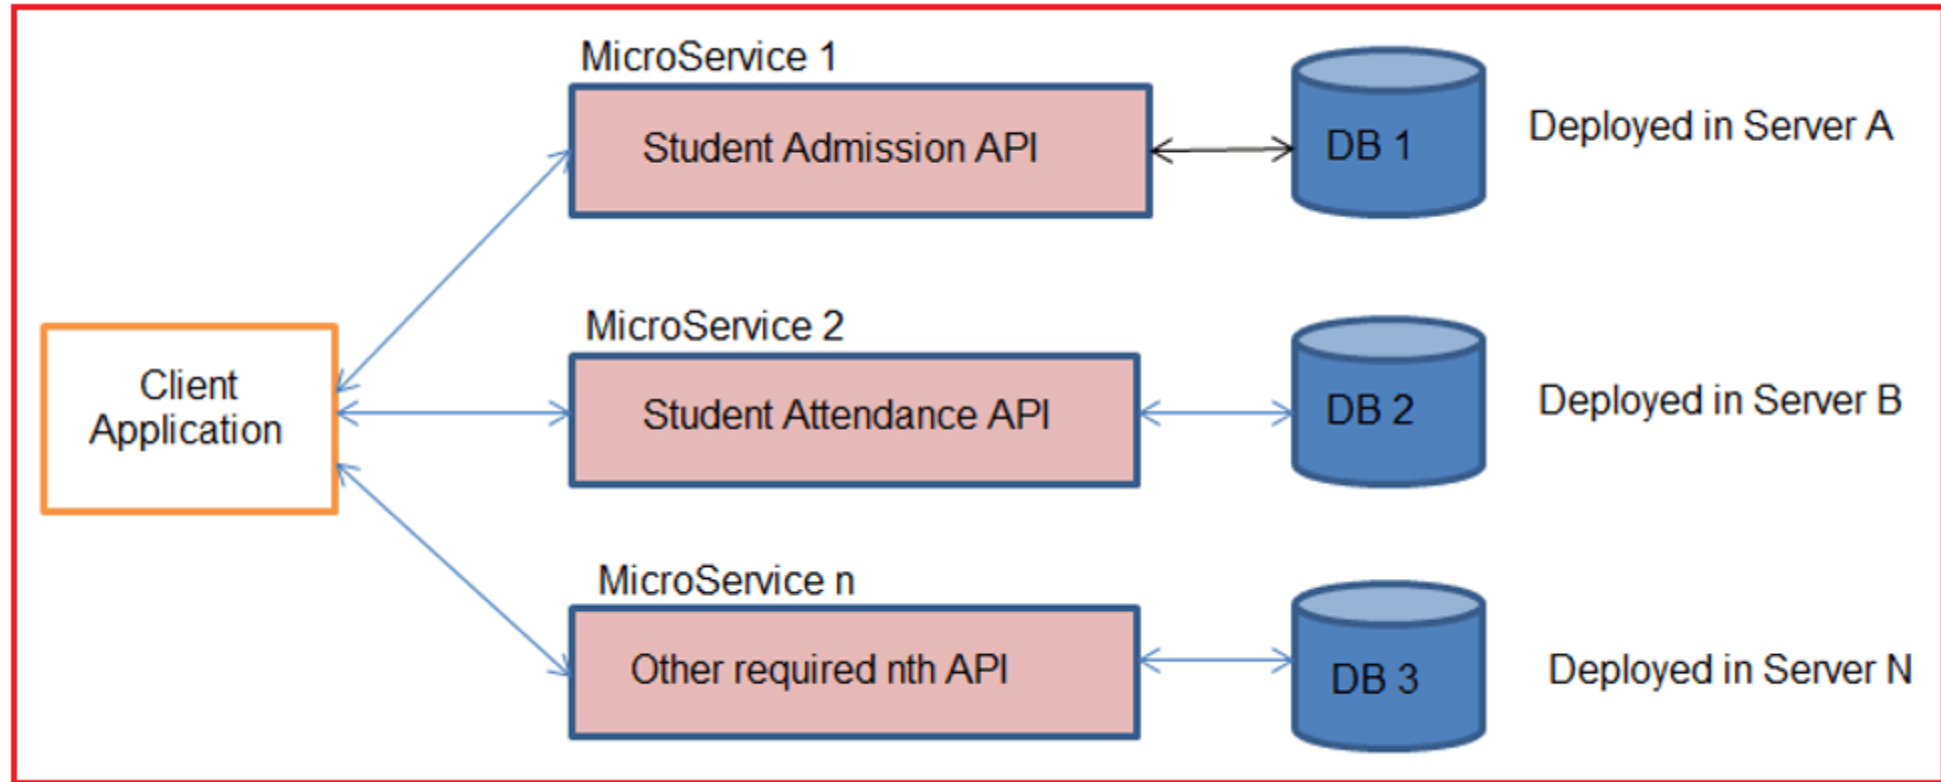 MicroService 1
Student Admission API
DB 1
Deployed in Server A
MicroService 2
Client
Application
Student Attendance API
DB 2
Deployed in Server B
MicroService n
Other required nth API
DB 3
Deployed in Server N